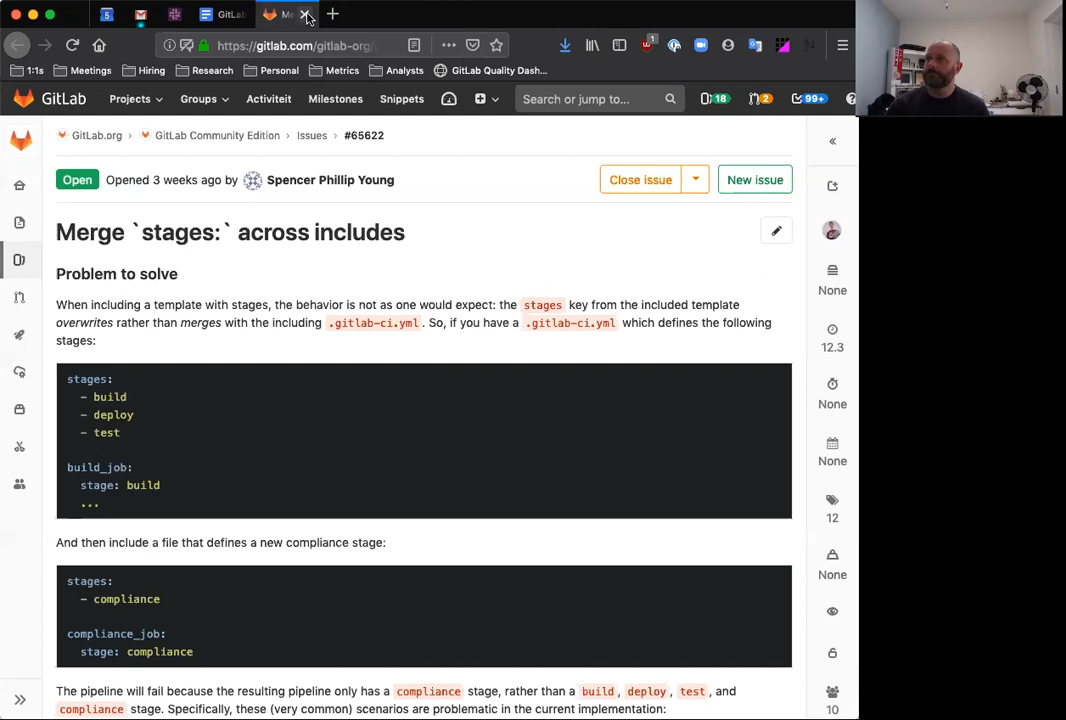 5
GitLab
Me
https://gitlab.com/gitlab-org/
1
1:1s
Meetings
Hiring
Research
Personal
Metrics
Analysts
GitLab Quality Dash...
GitLab
Projects
Groups
Activity
Milestones
Snippets
Search or jump to...
18
2
99+
GitLab.org
GitLab Community Edition
Issues
#65622
Open
Opened 3 weeks ago by
Spencer Phillip Young
Close issue
New issue
Merge `stages:` across includes
Problem to solve
When including a template with stages, the behavior is not as one would expect: the stages key from the included template
overwrites rather than merges with the including .gitlab-ci.yml. So, if you have a .gitlab-ci.yml which defines the following
stages:
stages:
- build
- deploy
- test
build_job:
stage: build
...
And then include a file that defines a new compliance stage:
stages:
- compliance
compliance_job:
stage: compliance
The pipeline will fail because the resulting pipeline only has a compliance stage, rather than a build, deploy, test, and
compliance stage. Specifically, these (very common) scenarios are problematic in the current implementation:
None
12.3
None
None
12
None
10